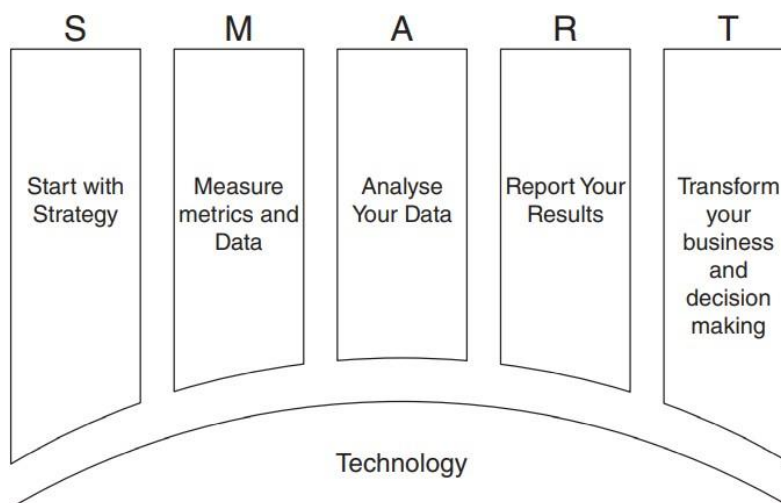 S M A R T
Start with
Strategy
Measure
metrics and
Data
Analyse
Your Data
Report Your
Results
Transform
your
business
and
decision
making
Technology